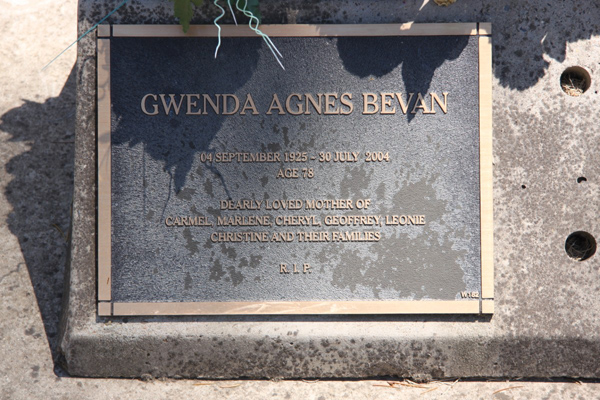 GWENDA AGNES BEVAN
04 SEPTEMBER 1925 - 30 JULY 2004
AGE 78
DEARLY LOVED MOTHER OF
CARMEL, MARLENE, CHERYL, GEOFFREY, LEONIE
CHRISTINE AND THEIR FAMILIES
R. I. P.